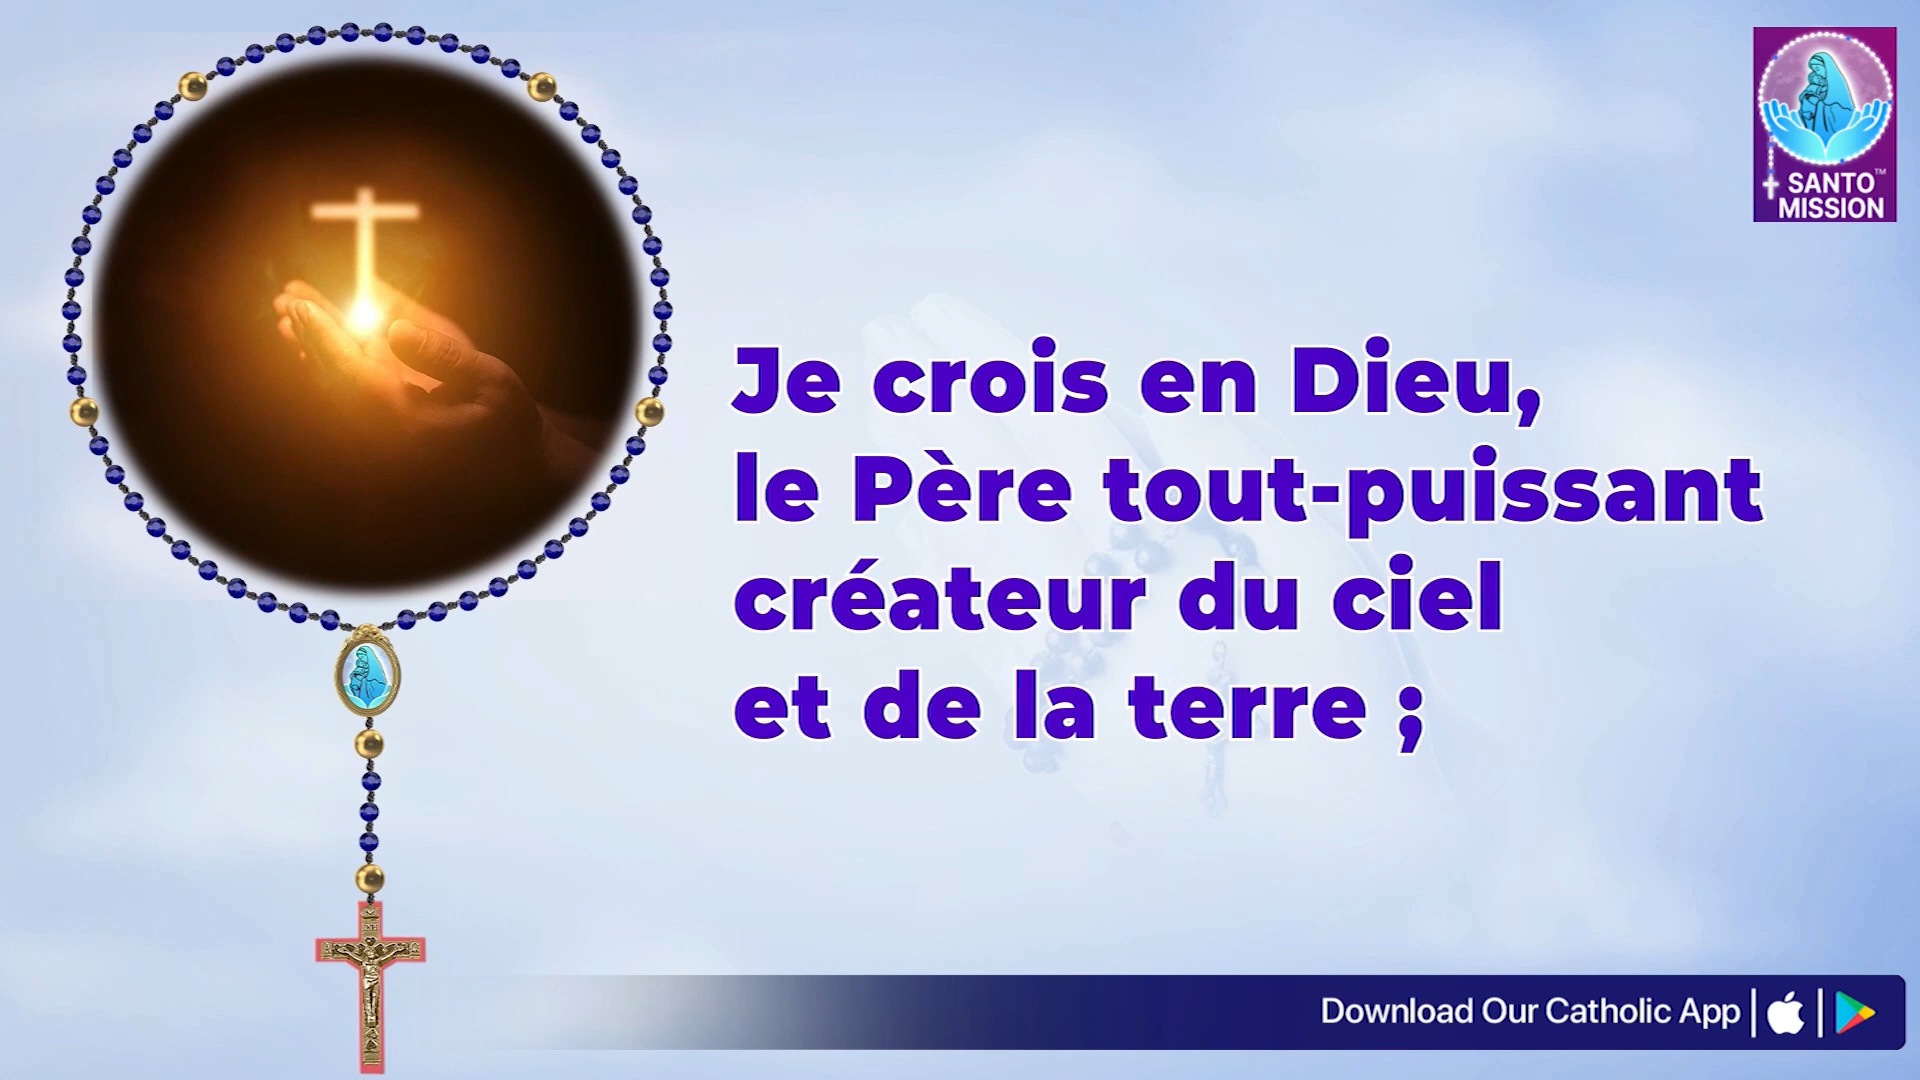 SANTO™
MISSION
Je crois en Dieu,
le Père tout-puissant
créateur du ciel
et de la terre ;
Download Our Catholic App